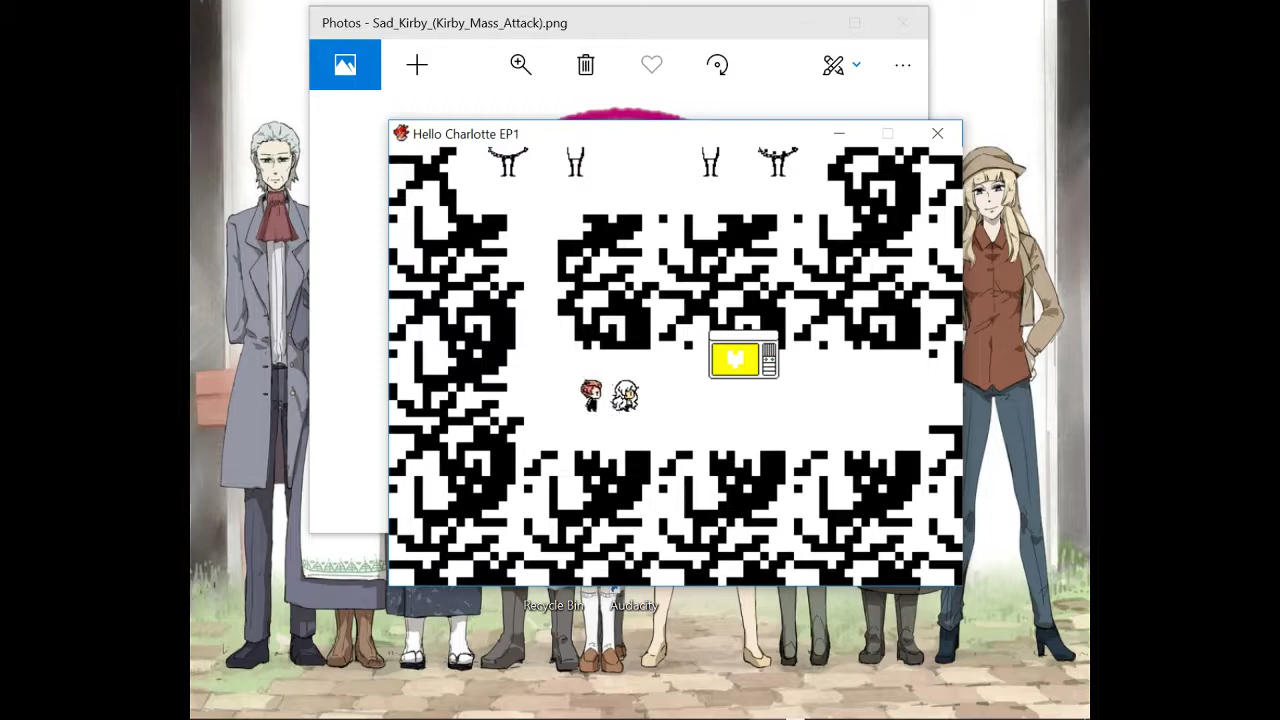 Photos - Sad_Kirby_(Kirby_Mass_Attack).png
Hello Charlotte EP1
Recycle Bin
Audacity